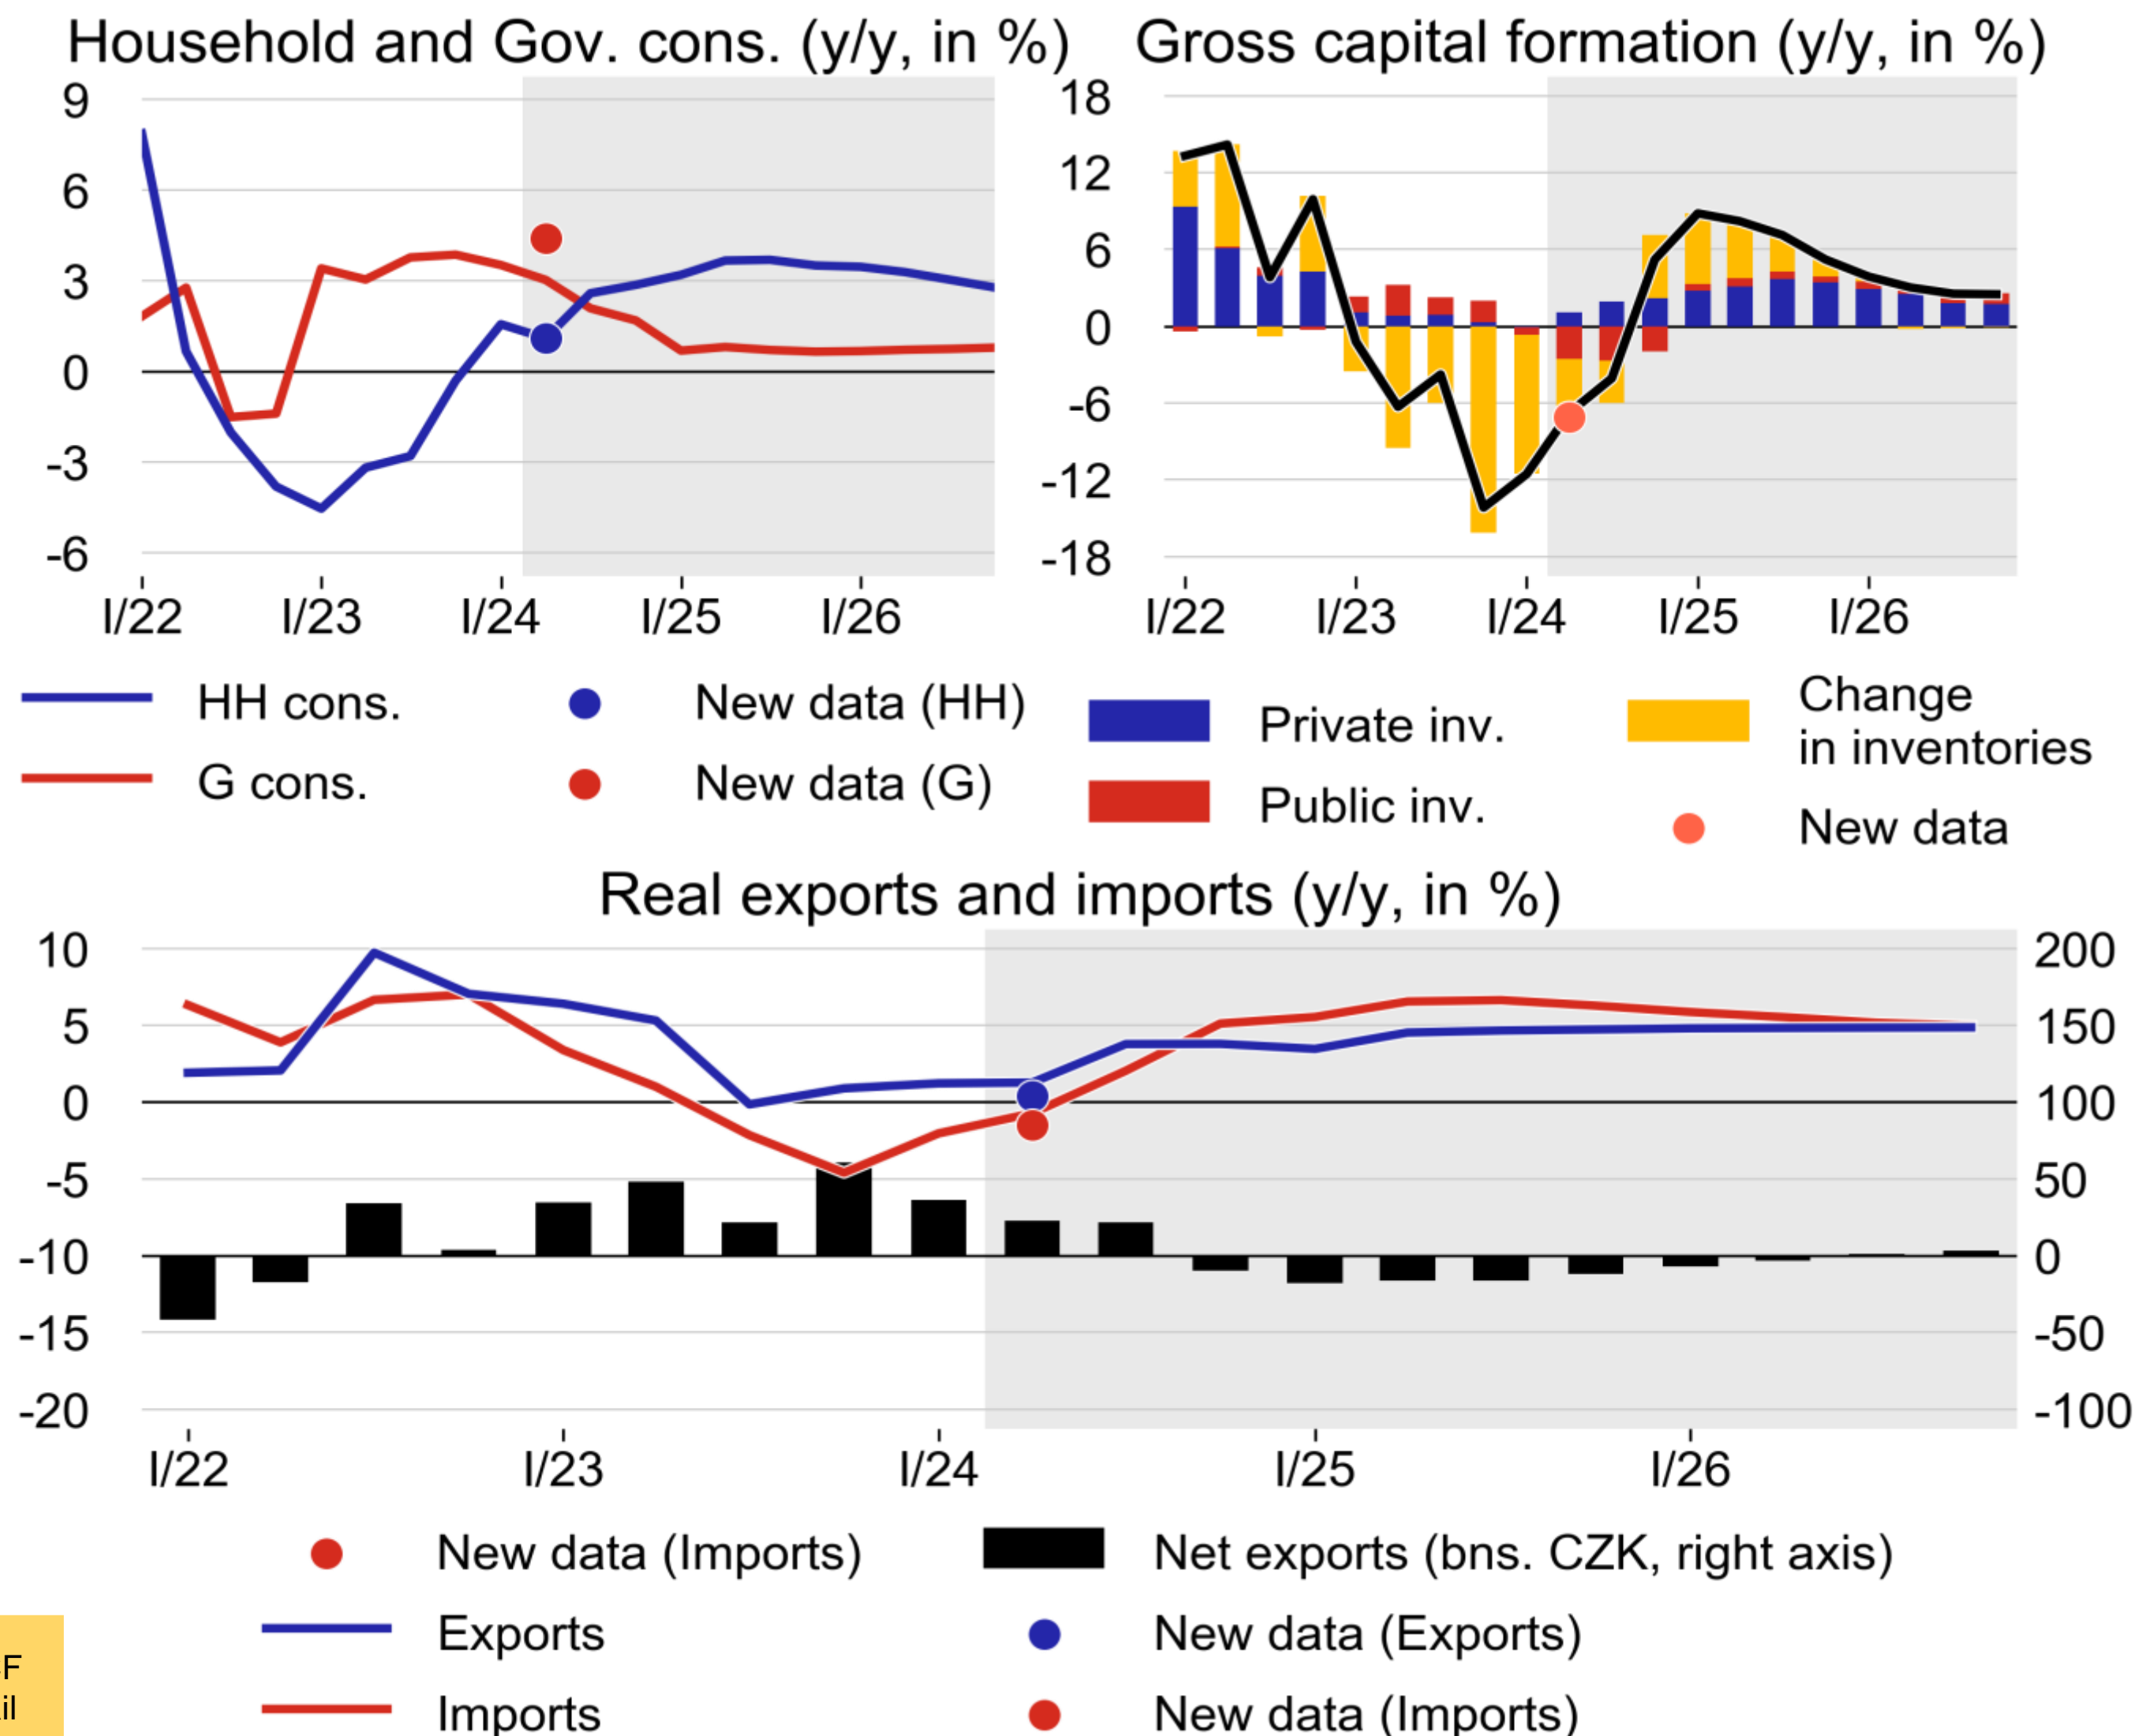 Household and Gov. cons. (y/y, in %)
9
6
3
0
-3
-6
I/22 I/23 I/24 I/25 I/26
HH cons.
New data (HH)
G cons.
New data (G)
Gross capital formation (y/y, in %)
18
12
6
0
-6
-12
-18
I/22 I/23 I/24 I/25 I/26
Private inv.
Change
in inventories
Public inv.
New data
Real exports and imports (y/y, in %)
10
5
0
-5
-10
-15
-20
200
150
100
50
0
-50
-100
I/22 I/23 I/24 I/25 I/26
New data (Imports)
Net exports (bns. CZK, right axis)
Exports
New data (Exports)
Imports
New data (Imports)